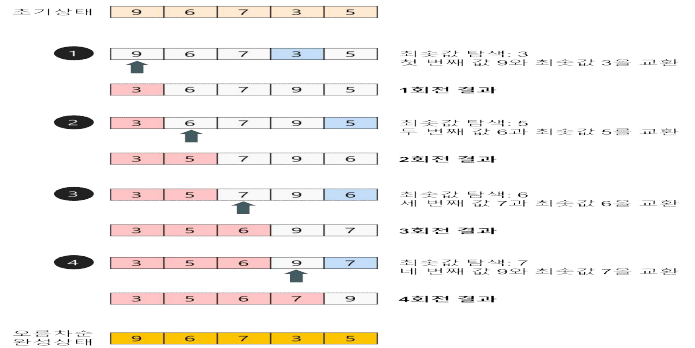 초기상태 9 6 7 3 5
1 9 6 7 3 5 최솟값 탐색: 3
첫 번째 값 9와 최솟값 3을 교환
3 6 7 9 5 1회전 결과
2 3 6 7 9 5 최솟값 탐색: 5
두 번째 값 6과 최솟값 5를 교환
3 5 7 9 6 2회전 결과
3 3 5 7 9 6 최솟값 탐색: 6
세 번째 값 7과 최솟값 6을 교환
3 5 6 9 7 3회전 결과
4 3 5 6 9 7 최솟값 탐색: 7
네 번째 값 9와 최솟값 7을 교환
3 5 6 7 9 4회전 결과
오름차순
완성상태 9 6 7 3 5